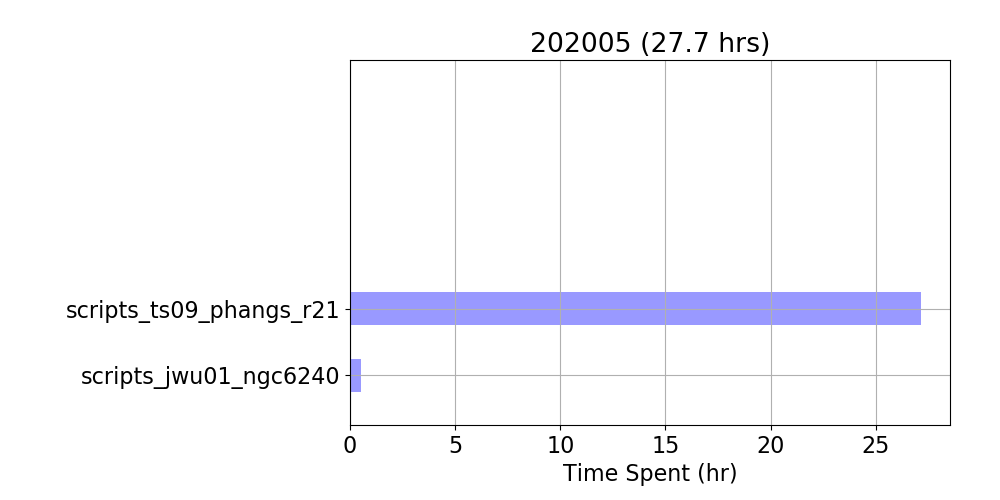 202005 (27.7 hrs)
scripts_ts09_phangs_r21
scripts_jwu01_ngc6240
0 5 10 15 20 25
Time Spent (hr)